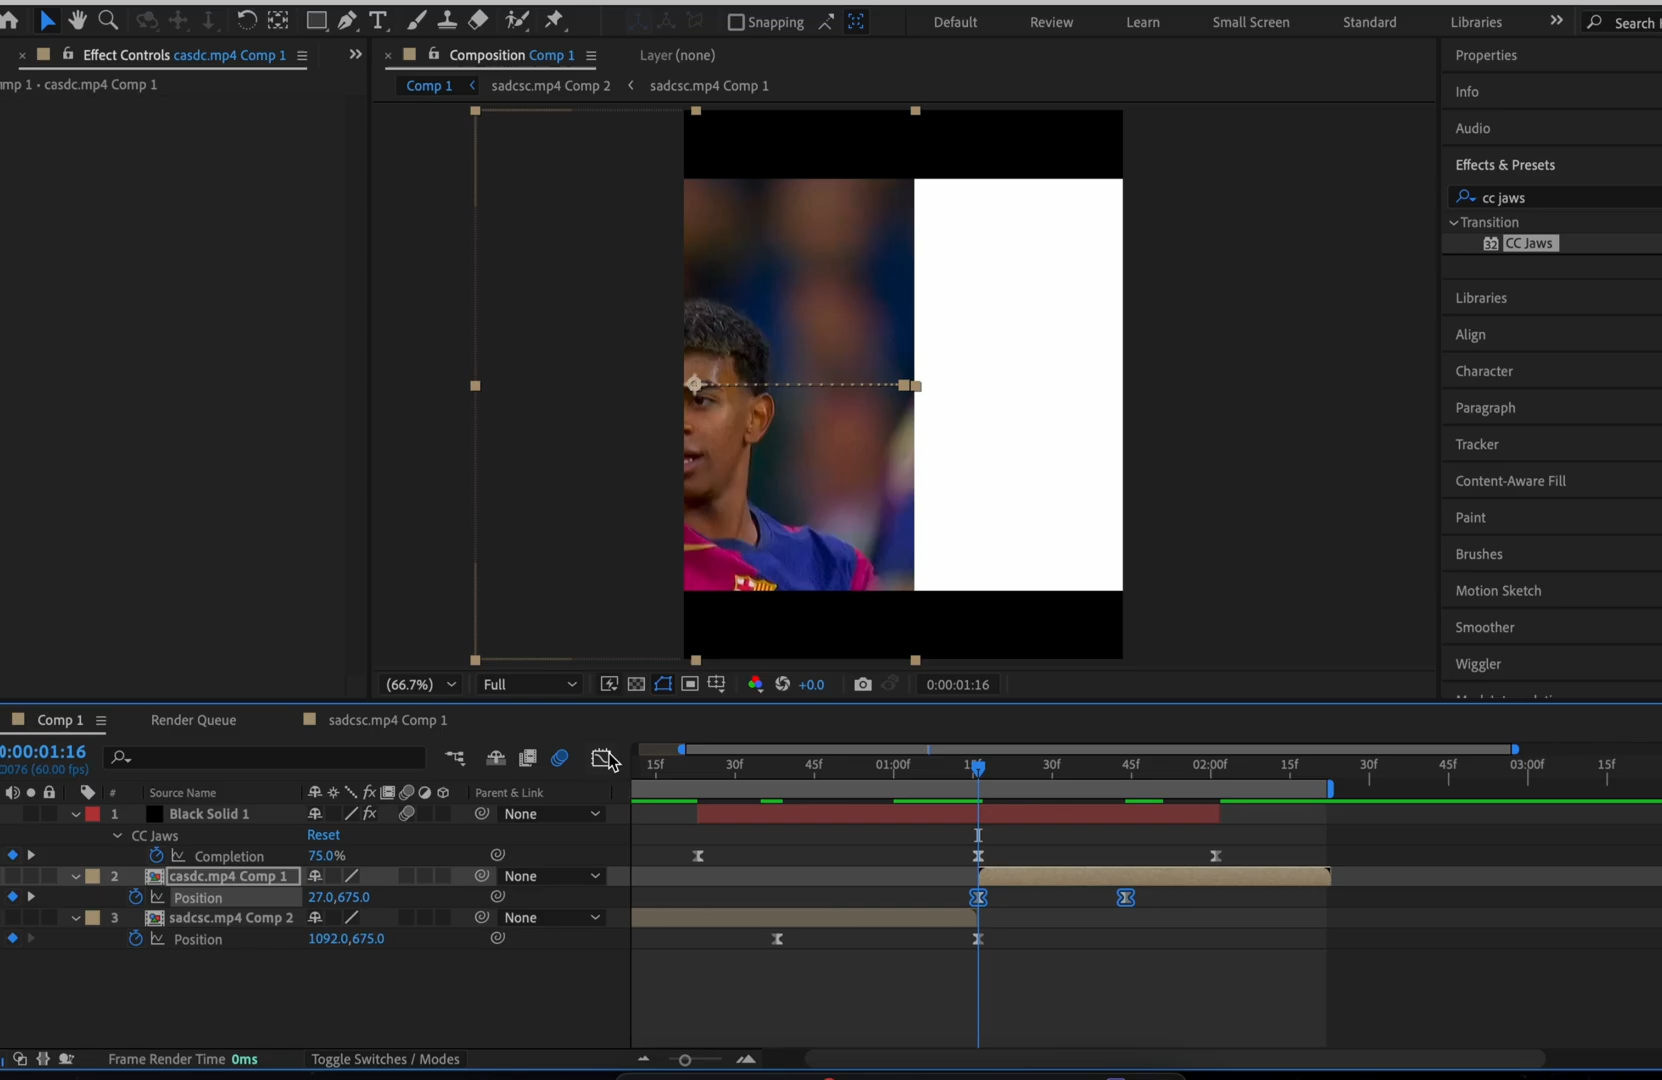 Snapping
Default
Review
Learn
Small Screen
Standard
Libraries
Search
Effect Controls casdc.mp4 Comp 1
Composition Comp 1
Layer (none)
mp 1 • casdc.mp4 Comp 1
Comp 1
sadcsc.mp4 Comp 2
sadcsc.mp4 Comp 1
Properties
Info
Audio
Effects & Presets
cc jaws
Transition
32 CC Jaws
Libraries
Align
Character
Paragraph
Tracker
Content-Aware Fill
Paint
Brushes
Motion Sketch
Smoother
Wiggler
(66.7%)
Full
+0.0
0:00:01:16
Comp 1
Render Queue
sadcsc.mp4 Comp 1
0:00:01:16
076 (60.00 fps)
15f 30f 45f 01:00f 30f 45f 02:00f 15f 30f 45f 03:00f 15f
# Source Name fx Parent & Link
1 Black Solid 1 fx None
CC Jaws Reset
Completion 75.0%
2 casdc.mp4 Comp 1 None
Position 27.0,675.0
3 sadcsc.mp4 Comp 2 None
Position 1092.0,675.0
Frame Render Time 0ms
Toggle Switches / Modes